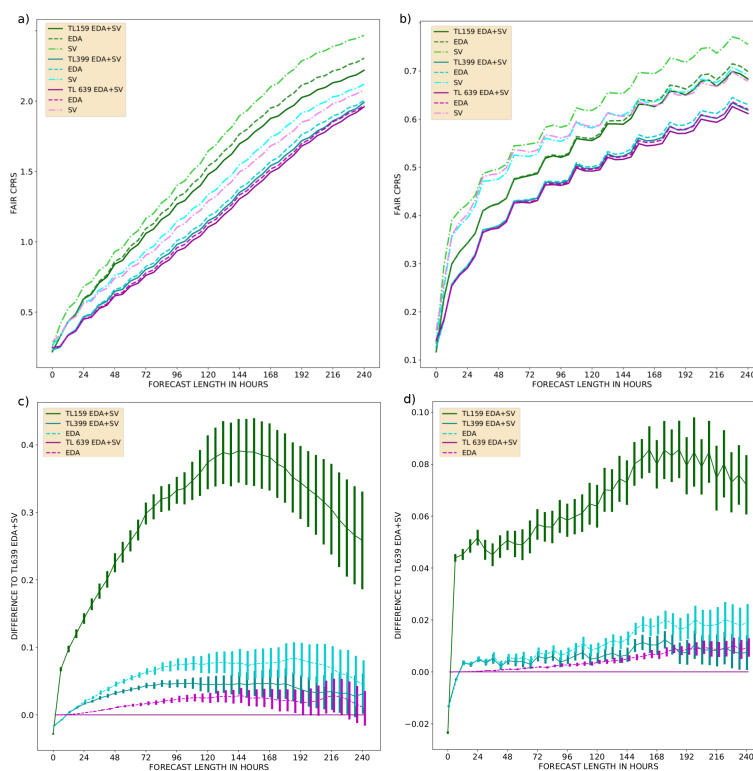 a)
TL159 EDA+SV
EDA
SV
TL399 EDA+SV
EDA
SV
TL 639 EDA+SV
EDA
SV
FAIR CPRS
2.0
1.5
1.0
0.5
0 24 48 72 96 120 144 168 192 216 240
FORECAST LENGTH IN HOURS
b)
TL159 EDA+SV
EDA
SV
TL399 EDA+SV
EDA
SV
TL 639 EDA+SV
EDA
SV
FAIR CPRS
0.7
0.6
0.5
0.4
0.3
0.2
0.1
0 24 48 72 96 120 144 168 192 216 240
FORECAST LENGTH IN HOURS
c)
TL159 EDA+SV
TL399 EDA+SV
EDA
TL 639 EDA+SV
EDA
DIFFERENCE TO TL639 EDA+SV
0.4
0.3
0.2
0.1
0.0
0 24 48 72 96 120 144 168 192 216 240
FORECAST LENGTH IN HOURS
d)
TL159 EDA+SV
TL399 EDA+SV
EDA
TL 639 EDA+SV
EDA
DIFFERENCE TO TL639 EDA+SV
0.10
0.08
0.06
0.04
0.02
0.00
−0.02
0 24 48 72 96 120 144 168 192 216 240
FORECAST LENGTH IN HOURS